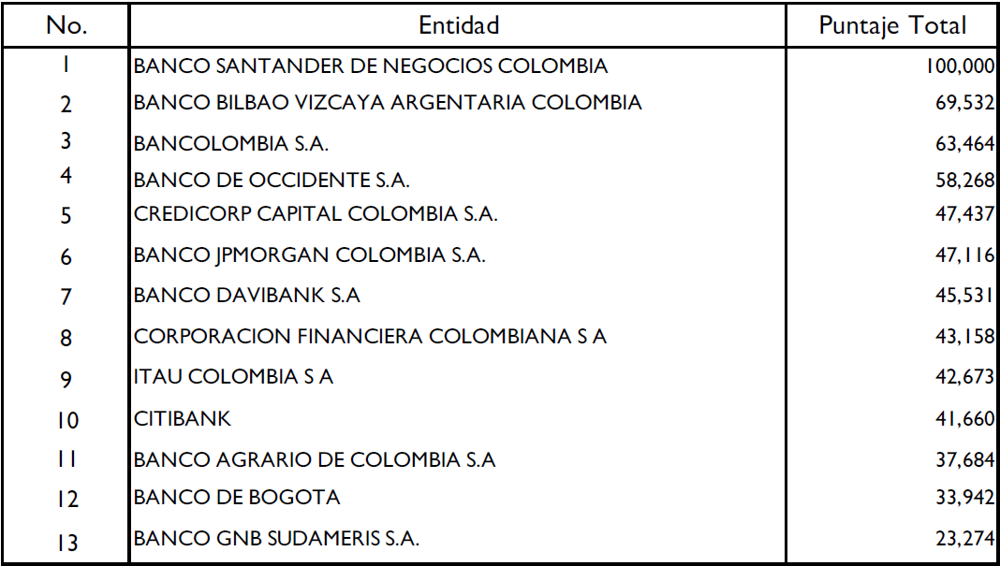 No. Entidad Puntaje Total
1 BANCO SANTANDER DE NEGOCIOS COLOMBIA 100,000
2 BANCO BILBAO VIZCAYA ARGENTARIA COLOMBIA 69,532
3 BANCOLOMBIA S.A. 63,464
4 BANCO DE OCCIDENTE S.A. 58,268
5 CREDICORP CAPITAL COLOMBIA S.A. 47,437
6 BANCO JPMORGAN COLOMBIA S.A. 47,116
7 BANCO DAVIBANK S.A 45,531
8 CORPORACION FINANCIERA COLOMBIANA S A 43,158
9 ITAU COLOMBIA S A 42,673
10 CITIBANK 41,660
11 BANCO AGRARIO DE COLOMBIA S.A 37,684
12 BANCO DE BOGOTA 33,942
13 BANCO GNB SUDAMERIS S.A. 23,274